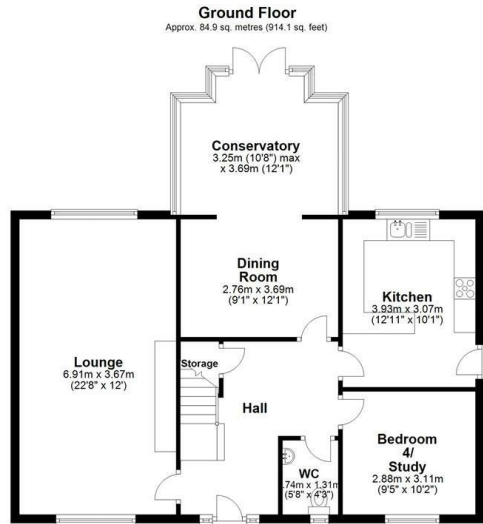 Ground Floor
Approx. 84.9 sq. metres (914.1 sq. feet)
Conservatory
3.25m (10'8") max
x 3.69m (12'1")
Dining
Room
2.76m x 3.69m
(9'1" x 12'1")
Kitchen
3.93m x 3.07m
(12'11" x 10'1")
Lounge
6.91m x 3.67m
(22'8" x 12')
Storage
Hall
Bedroom
4/
Study
2.88m x 3.11m
(9'5" x 10'2")
WC
.74m x 1.31m
(5'8" x 4'3")